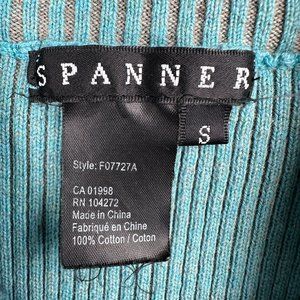 SPANNER
S
Style: F07727A
CA 01998
RN 104272
Made in China
Fabriqué en Chine
100% Cotton / Coton